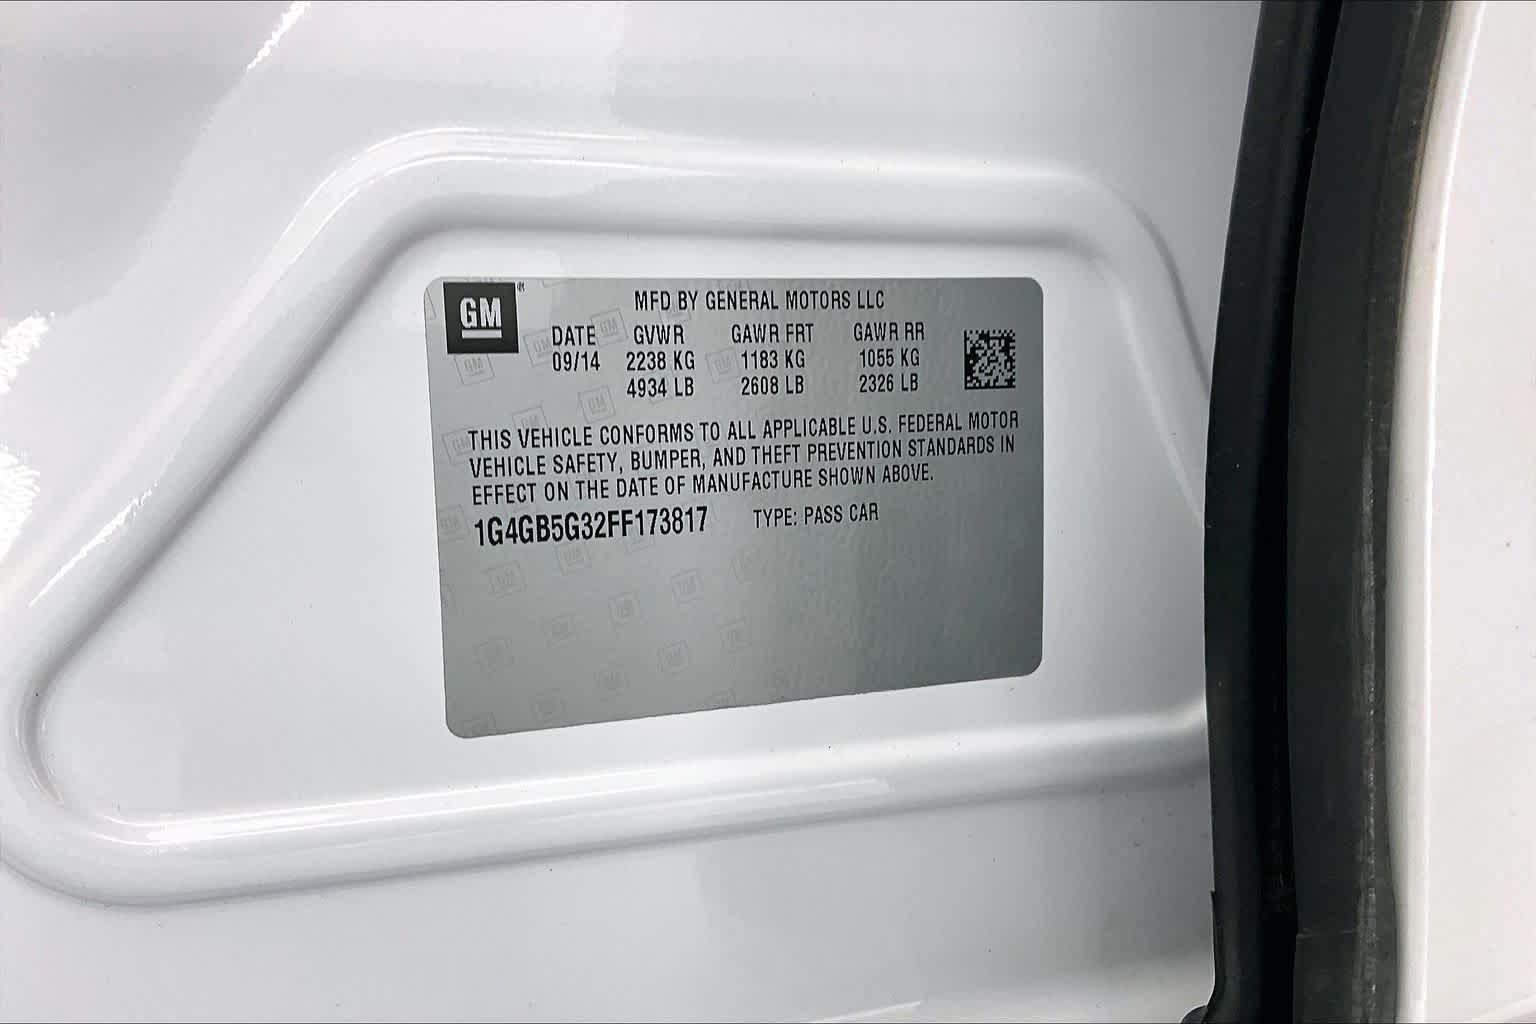 GM
MFD BY GENERAL MOTORS LLC
DATE GVWR GAWR FRT GAWR RR
09/14 2238 KG 1183 KG 1055 KG
4934 LB 2608 LB 2326 LB
THIS VEHICLE CONFORMS TO ALL APPLICABLE U.S. FEDERAL MOTOR
VEHICLE SAFETY, BUMPER, AND THEFT PREVENTION STANDARDS IN
EFFECT ON THE DATE OF MANUFACTURE SHOWN ABOVE.
1G4GB5G32FF173817 TYPE: PASS CAR